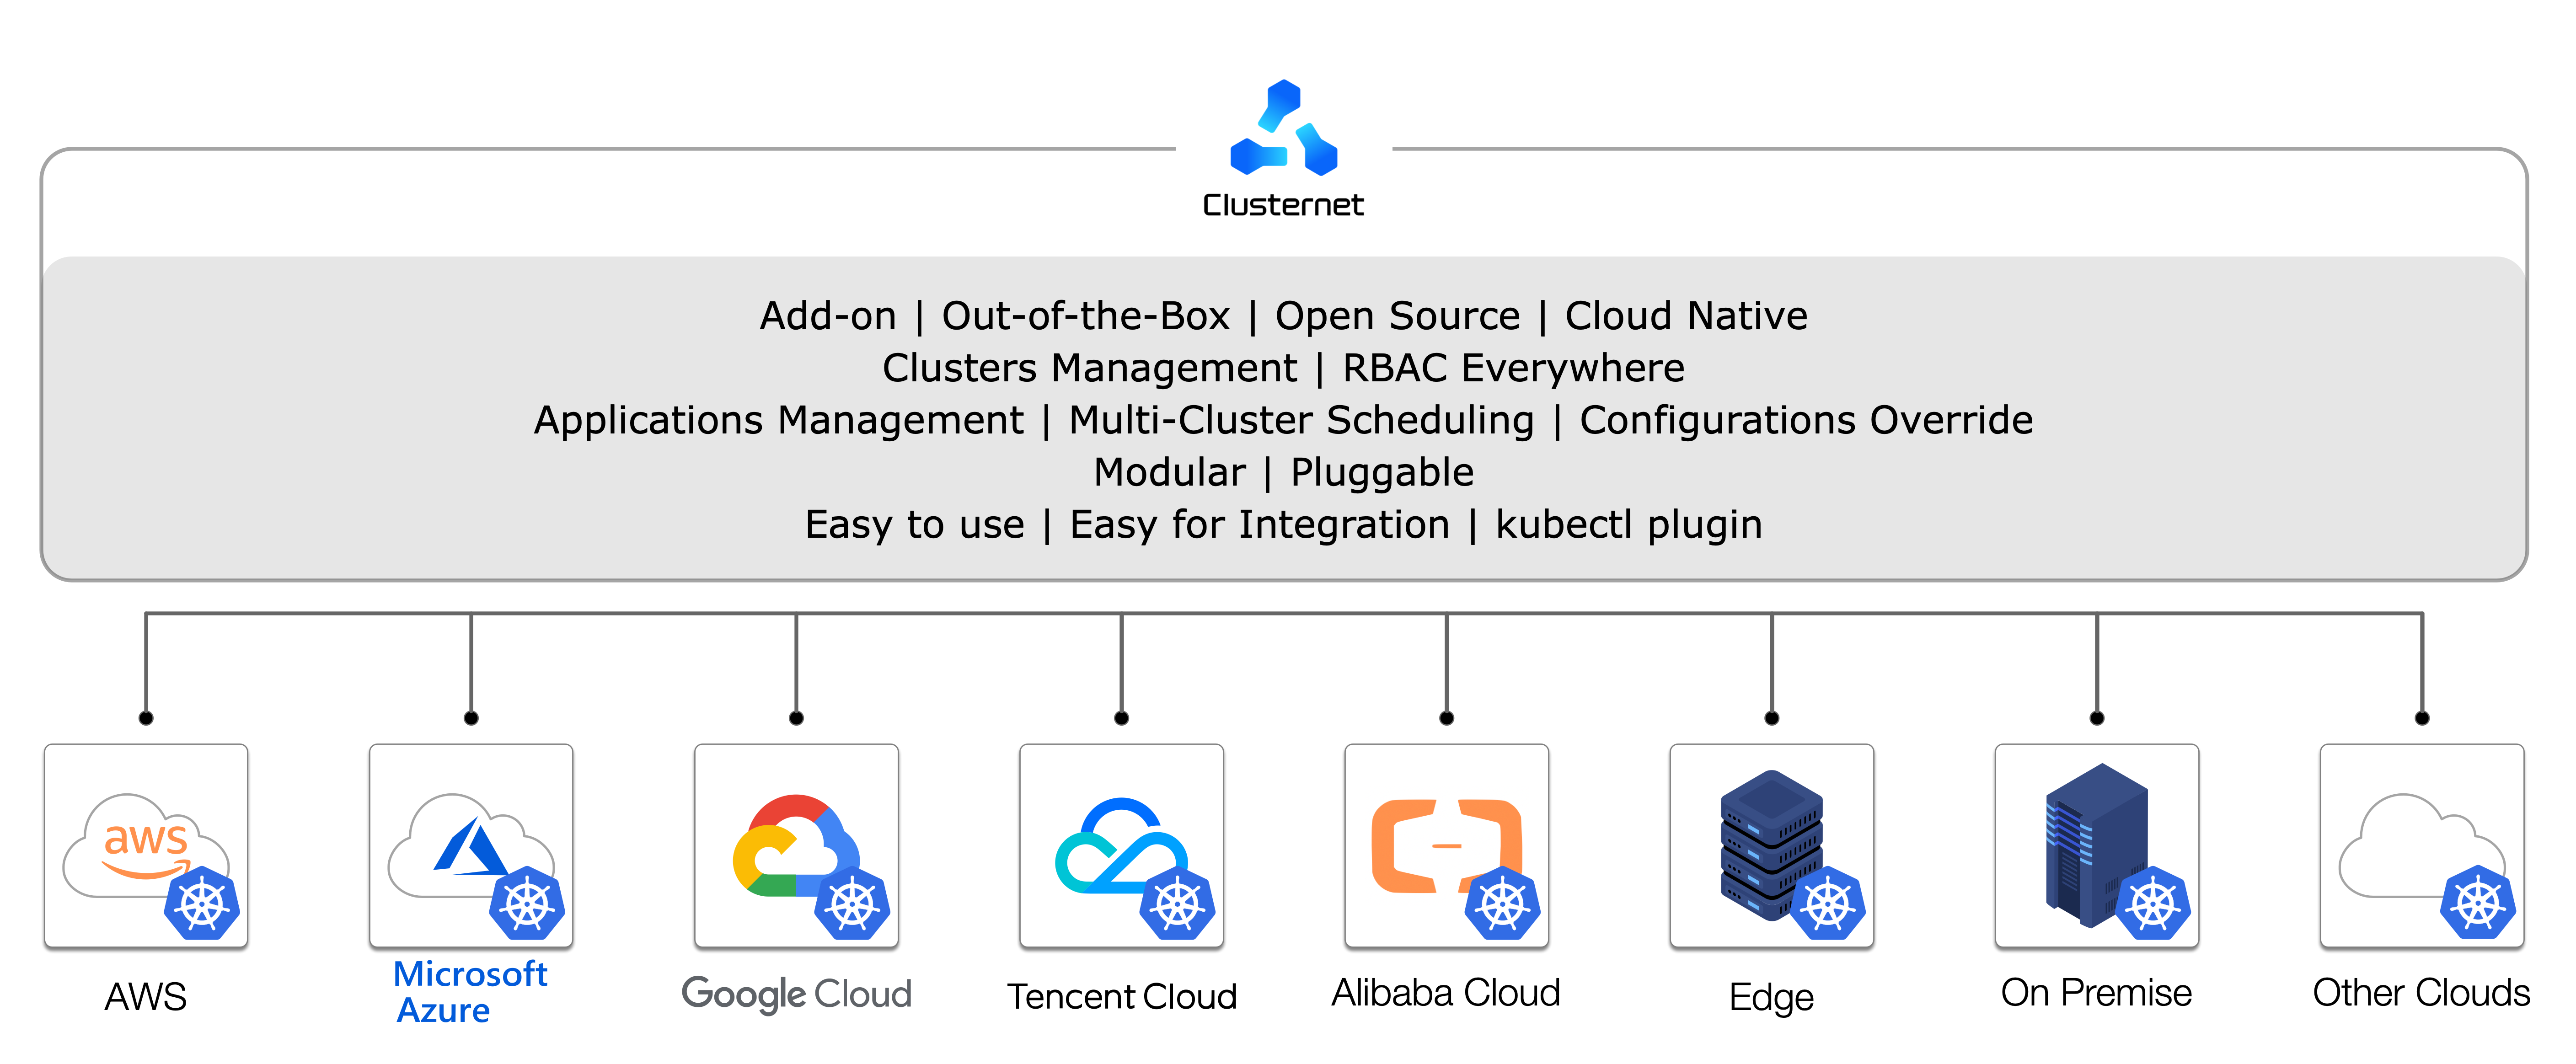 Clusternet
Add-on | Out-of-the-Box | Open Source | Cloud Native
Clusters Management | RBAC Everywhere
Applications Management | Multi-Cluster Scheduling | Configurations Override
Modular | Pluggable
Easy to use | Easy for Integration | kubectl plugin
aws
AWS
Microsoft
Azure
Google Cloud
Tencent Cloud
Alibaba Cloud
Edge
On Premise
Other Clouds